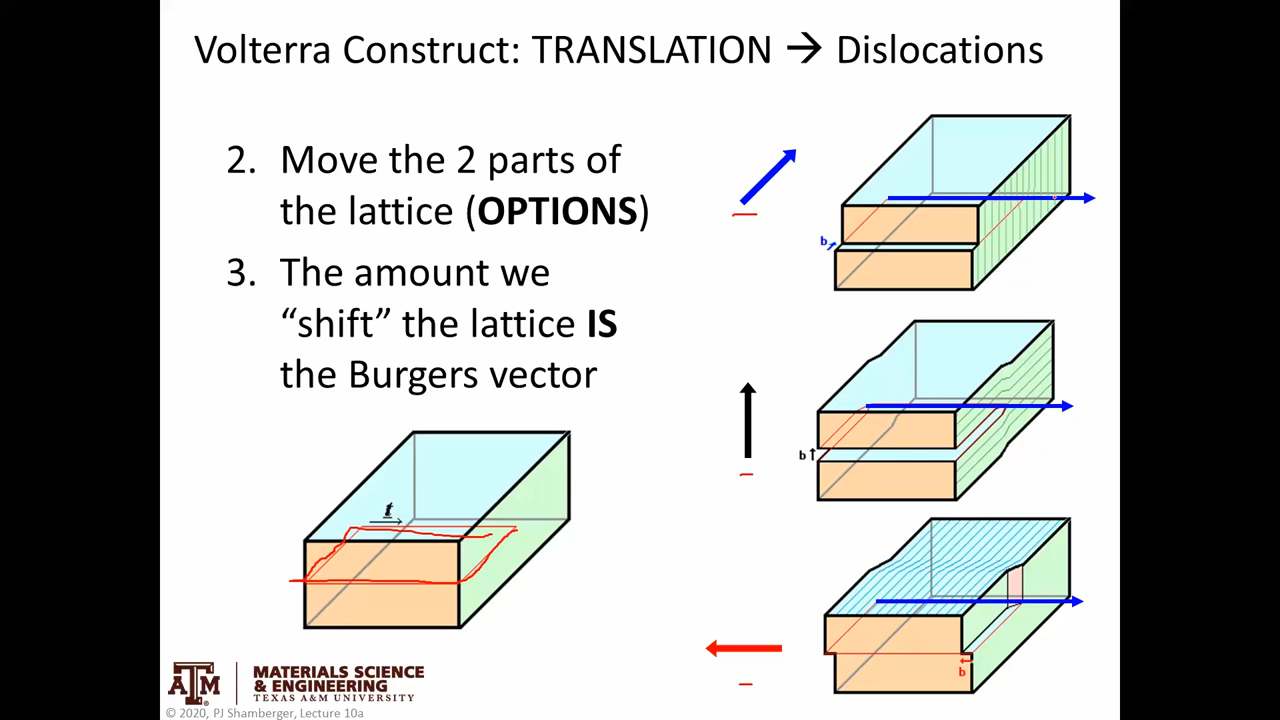 Volterra Construct: TRANSLATION → Dislocations
2. Move the 2 parts of
the lattice (OPTIONS)
3. The amount we
“shift” the lattice IS
the Burgers vector
t
b
b
b
ATM
MATERIALS SCIENCE
& ENGINEERING
TEXAS A&M UNIVERSITY
© 2020, PJ Shamberger, Lecture 10a